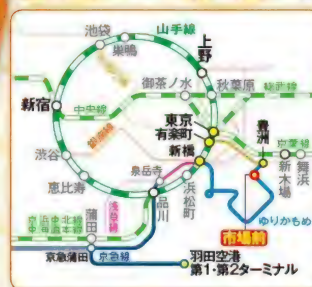 池袋
山手線
巣鴨
上野
御茶ノ水
秋葉原
総武線
新宿
中央線
東京
有楽町
豊洲
京葉線
新橋
渋谷
泉岳寺
新木場
舞浜
恵比寿
品川
浜松町
浅草線
ゆりかもめ
蒲田
市場前
京急蒲田
京急線
羽田空港
第1・第2ターミナル